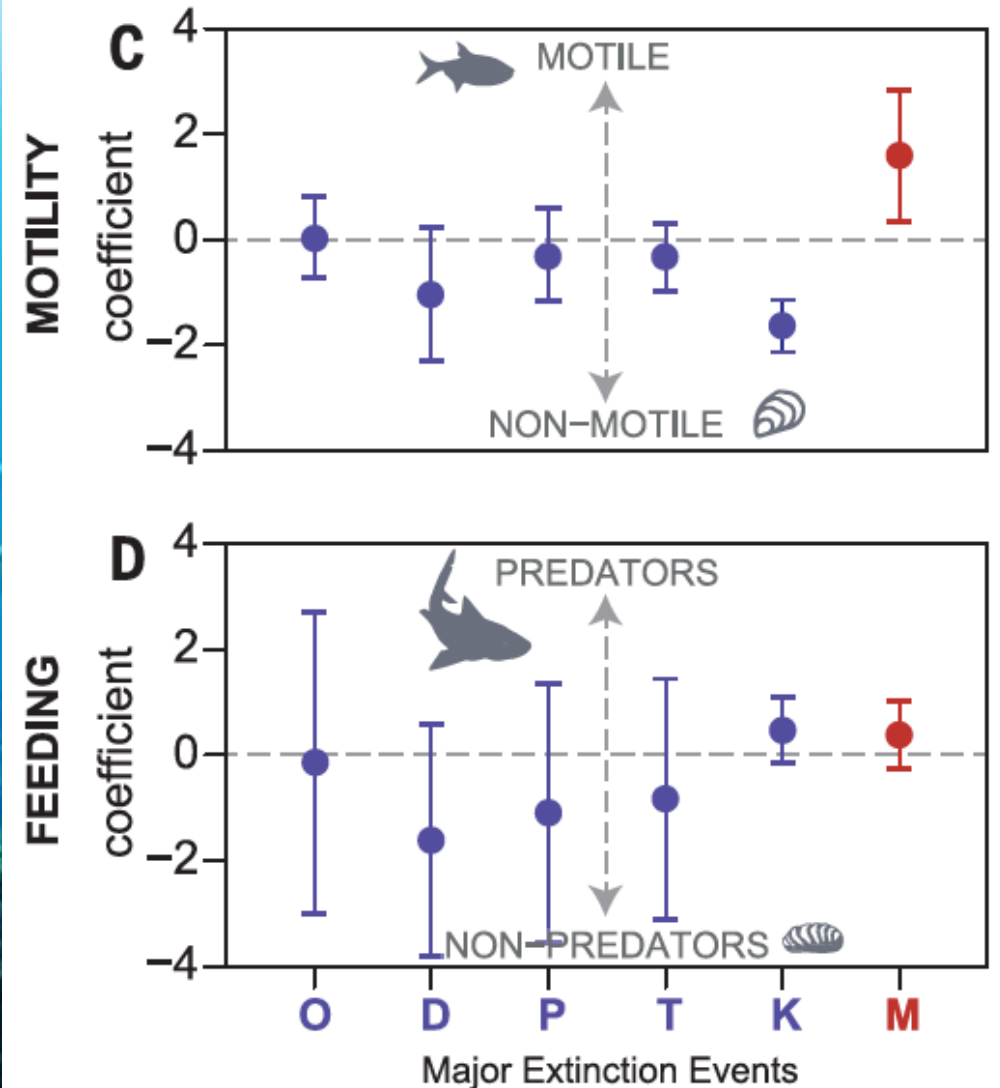 C
MOTILITY
coefficient
4
2
0
−2
−4
MOTILE
NON−MOTILE
D
FEEDING
coefficient
4
2
0
−2
−4
PREDATORS
NON−PREDATORS
O D P T K M
Major Extinction Events